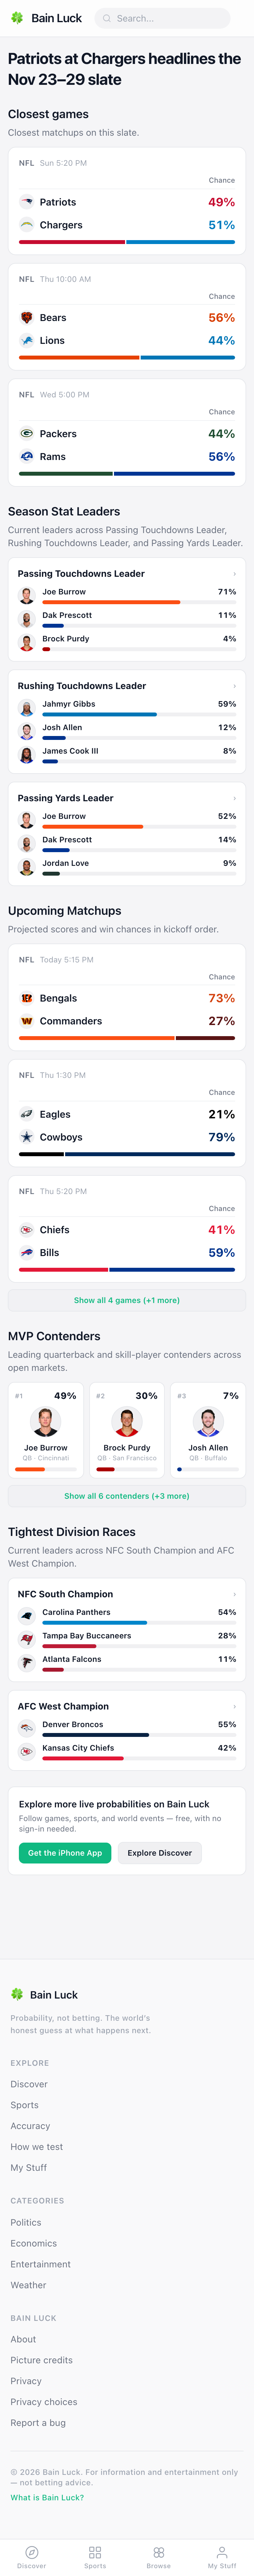 Bain Luck
Search...
Patriots at Chargers headlines the
Nov 23–29 slate
Closest games
Closest matchups on this slate.
NFL Sun 5:20 PM
Chance
Patriots 49%
Chargers 51%
NFL Thu 10:00 AM
Chance
Bears 56%
Lions 44%
NFL Wed 5:00 PM
Chance
Packers 44%
Rams 56%
Season Stat Leaders
Current leaders across Passing Touchdowns Leader,
Rushing Touchdowns Leader, and Passing Yards Leader.
Passing Touchdowns Leader ›
Joe Burrow 71%
Dak Prescott 11%
Brock Purdy 4%
Rushing Touchdowns Leader ›
Jahmyr Gibbs 59%
Josh Allen 12%
James Cook III 8%
Passing Yards Leader ›
Joe Burrow 52%
Dak Prescott 14%
Jordan Love 9%
Upcoming Matchups
Projected scores and win chances in kickoff order.
NFL Today 5:15 PM
Chance
Bengals 73%
Commanders 27%
NFL Thu 1:30 PM
Chance
Eagles 21%
Cowboys 79%
NFL Thu 5:20 PM
Chance
Chiefs 41%
Bills 59%
Show all 4 games (+1 more)
MVP Contenders
Leading quarterback and skill-player contenders across
open markets.
#1 49%
Joe Burrow
QB · Cincinnati
#2 30%
Brock Purdy
QB · San Francisco
#3 7%
Josh Allen
QB · Buffalo
Show all 6 contenders (+3 more)
Tightest Division Races
Current leaders across NFC South Champion and AFC
West Champion.
NFC South Champion ›
Carolina Panthers 54%
Tampa Bay Buccaneers 28%
Atlanta Falcons 11%
AFC West Champion ›
Denver Broncos 55%
Kansas City Chiefs 42%
Explore more live probabilities on Bain Luck
Follow games, sports, and world events — free, with no
sign-in needed.
Get the iPhone App
Explore Discover
Bain Luck
Probability, not betting. The world's
honest guess at what happens next.
EXPLORE
Discover
Sports
Accuracy
How we test
My Stuff
CATEGORIES
Politics
Economics
Entertainment
Weather
BAIN LUCK
About
Picture credits
Privacy
Privacy choices
Report a bug
© 2026 Bain Luck. For information and entertainment only
— not betting advice.
What is Bain Luck?
Discover
Sports
Browse
My Stuff